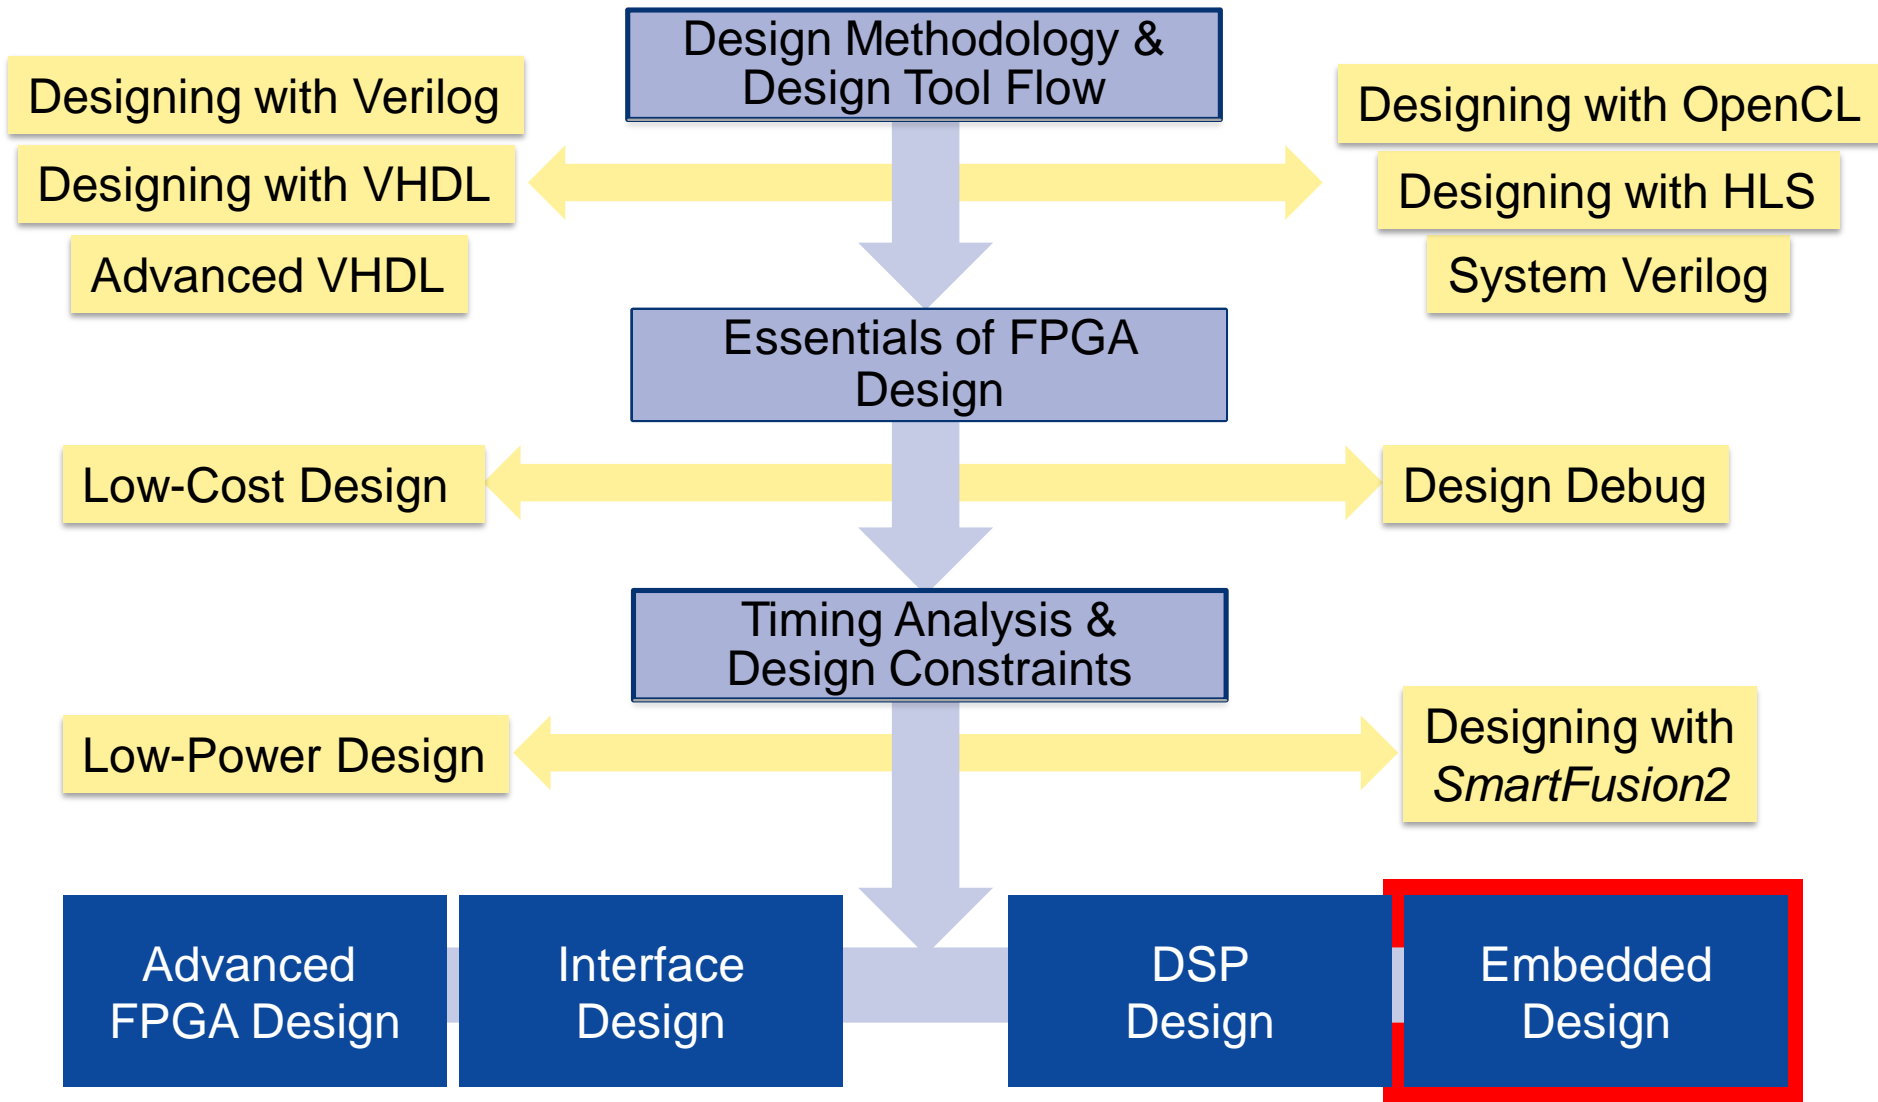 Design Methodology &
Design Tool Flow
Designing with Verilog
Designing with VHDL
Advanced VHDL
Designing with OpenCL
Designing with HLS
System Verilog
Essentials of FPGA
Design
Low-Cost Design
Design Debug
Timing Analysis &
Design Constraints
Low-Power Design
Designing with
SmartFusion2
Advanced
FPGA Design
Interface
Design
DSP
Design
Embedded
Design